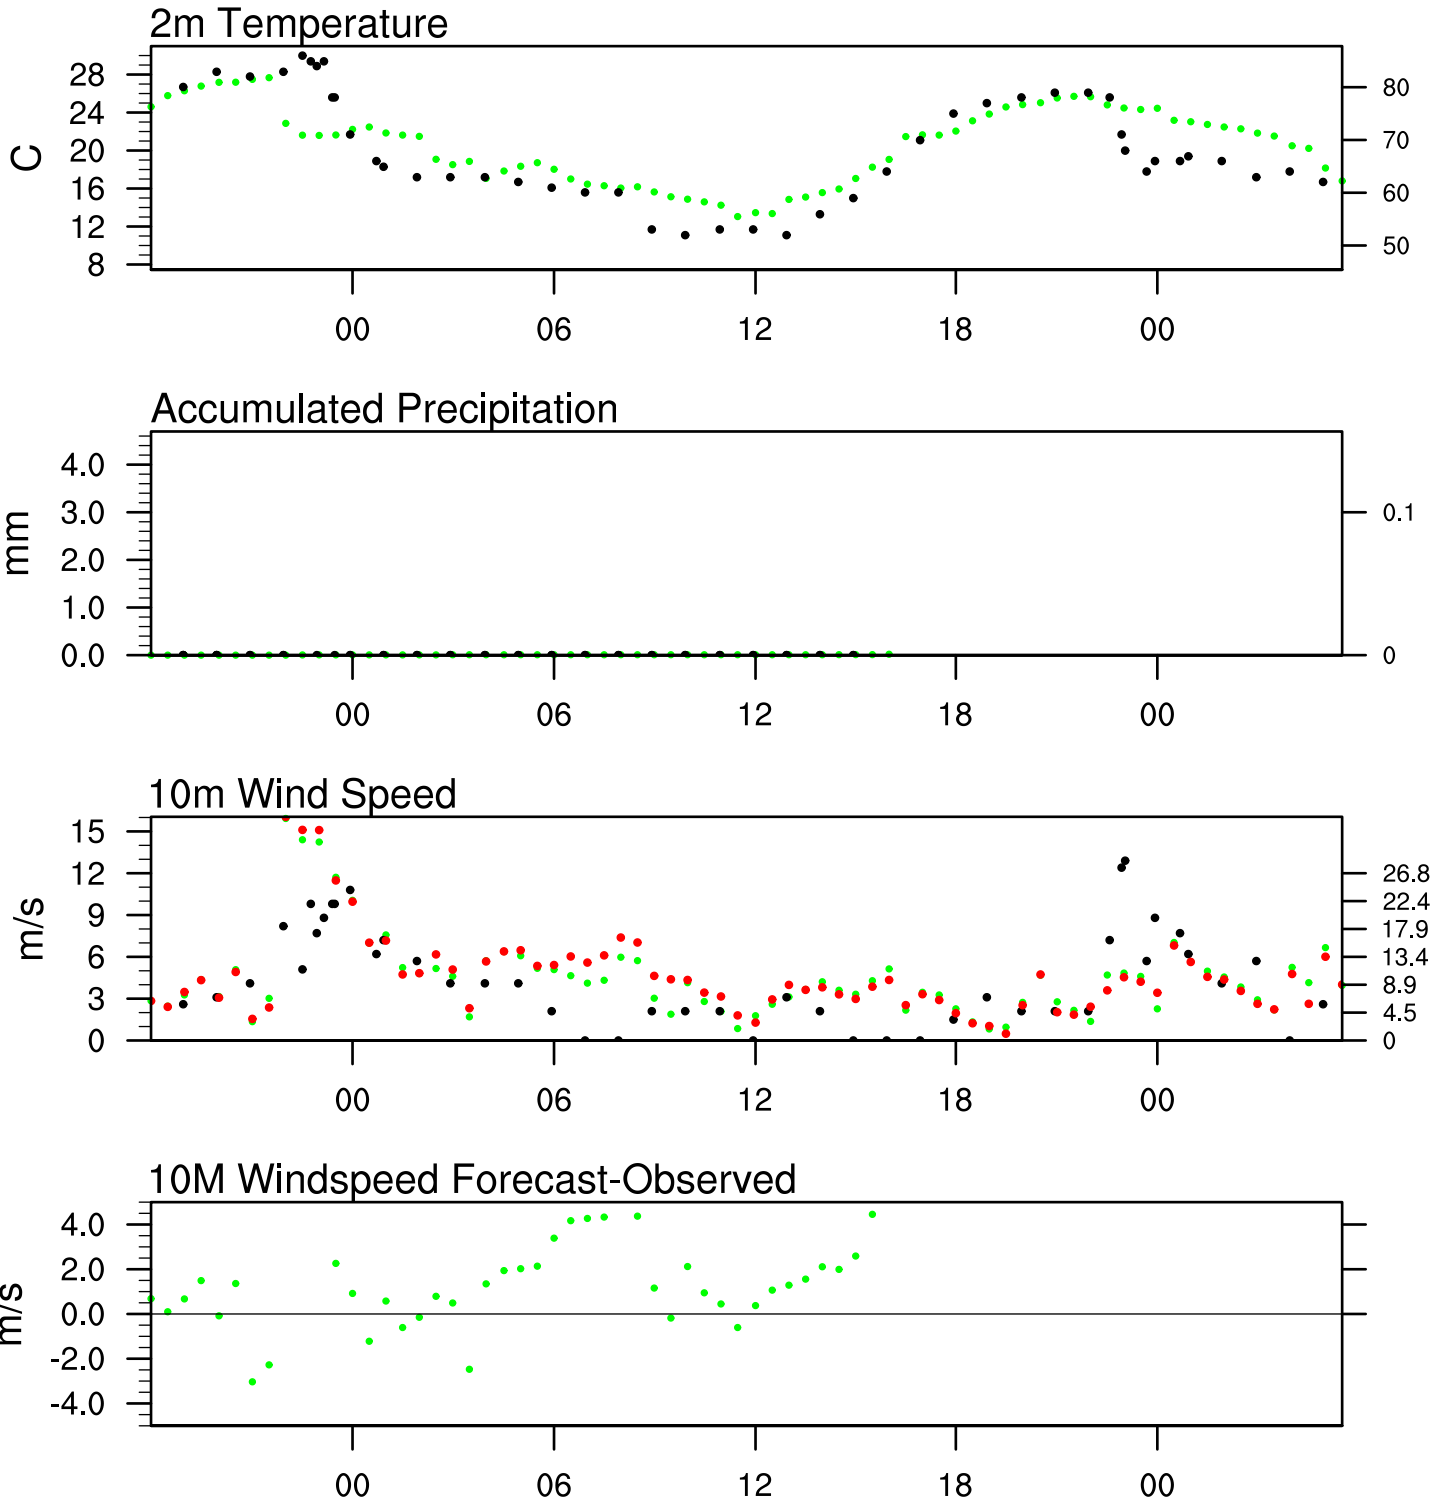 2m Temperature
28
24
20
16
12
8
C
80
70
60
50
00 06 12 18 00
Accumulated Precipitation
4.0
3.0
2.0
1.0
0.0
mm
0.1
0
00 06 12 18 00
10m Wind Speed
15
12
9
6
3
0
m/s
26.8
22.4
17.9
13.4
8.9
4.5
0
00 06 12 18 00
10M Windspeed Forecast-Observed
4.0
2.0
0.0
-2.0
-4.0
m/s
00 06 12 18 00